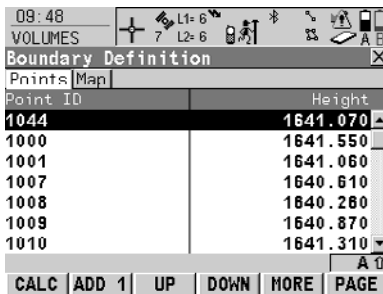 09:48 L1= 6
VOLUMES 7 L2= 6 A B
Boundary Definition X
Points Map
Point ID Height
1044 1641.070
1000 1641.550
1001 1641.060
1007 1640.610
1008 1640.260
1009 1640.870
1010 1641.310
A
CALC ADD 1 UP DOWN MORE PAGE